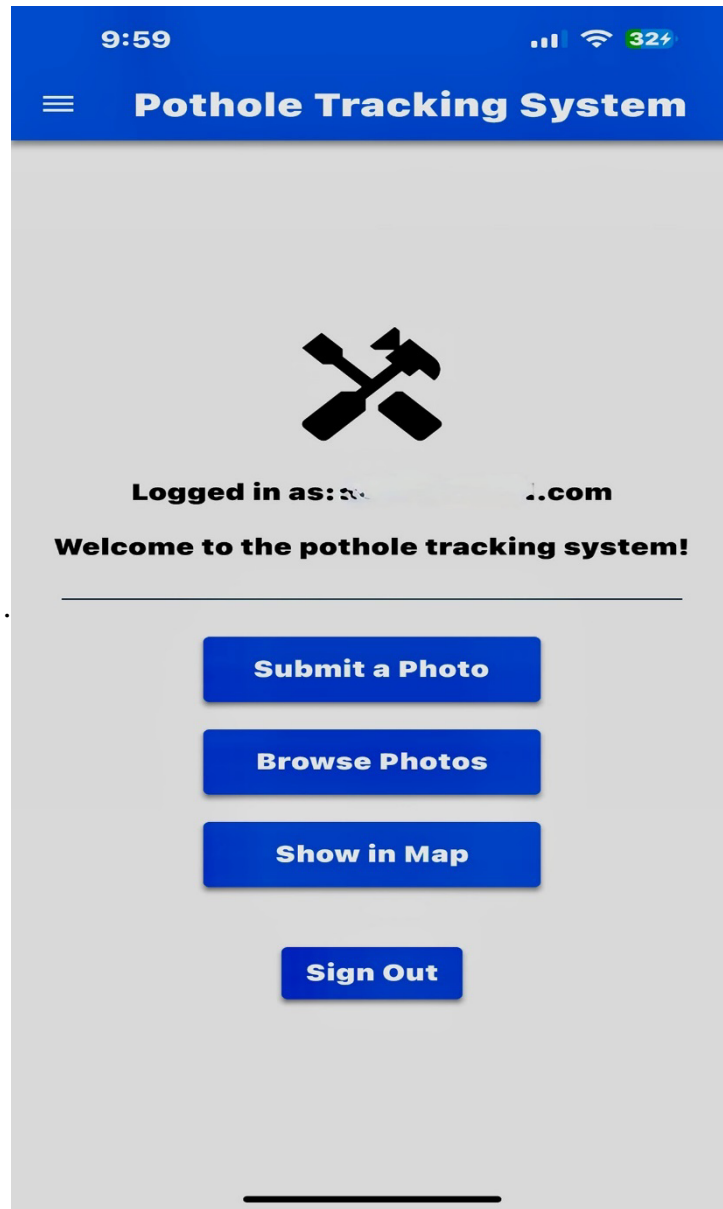 9:59
32
Pothole Tracking System
Logged in as: .com
Welcome to the pothole tracking system!
.
Submit a Photo
Browse Photos
Show in Map
Sign Out